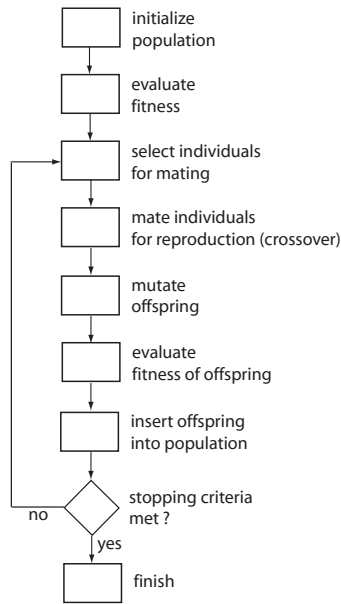 initialize
population
evaluate
fitness
select individuals
for mating
mate individuals
for reproduction (crossover)
mutate
offspring
evaluate
fitness of offspring
insert offspring
into population
stopping criteria
met ?
no
yes
finish